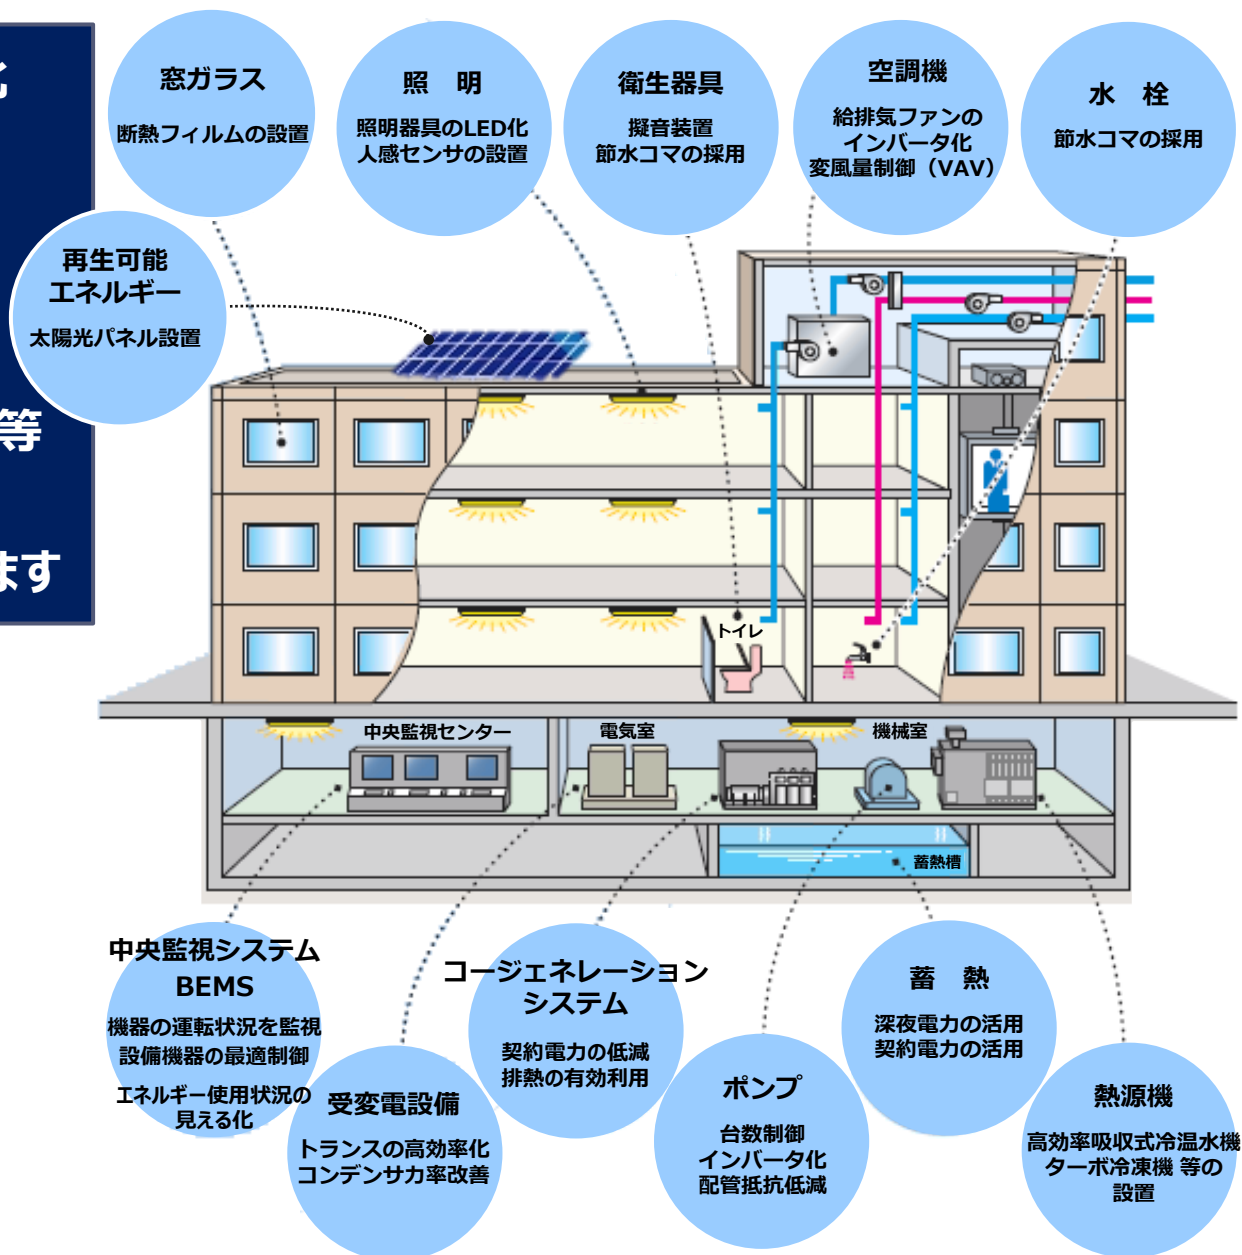 化
等
ます
窓ガラス
断熱フィルムの設置
照　明
照明器具のLED化
人感センサの設置
衛生器具
擬音装置
節水コマの採用
空調機
給排気ファンの
インバータ化
変風量制御（VAV）
水　栓
節水コマの採用
再生可能
エネルギー
太陽光パネル設置
トイレ
中央監視センター
電気室
機械室
蓄熱槽
中央監視システム
BEMS
機器の運転状況を監視
設備機器の最適制御
エネルギー使用状況の
見える化
受変電設備
トランスの高効率化
コンデンサ力率改善
コージェネレーション
システム
契約電力の低減
排熱の有効利用
ポンプ
台数制御
インバータ化
配管抵抗低減
蓄　熱
深夜電力の活用
契約電力の活用
熱源機
高効率吸収式冷温水機
ターボ冷凍機 等の
設置